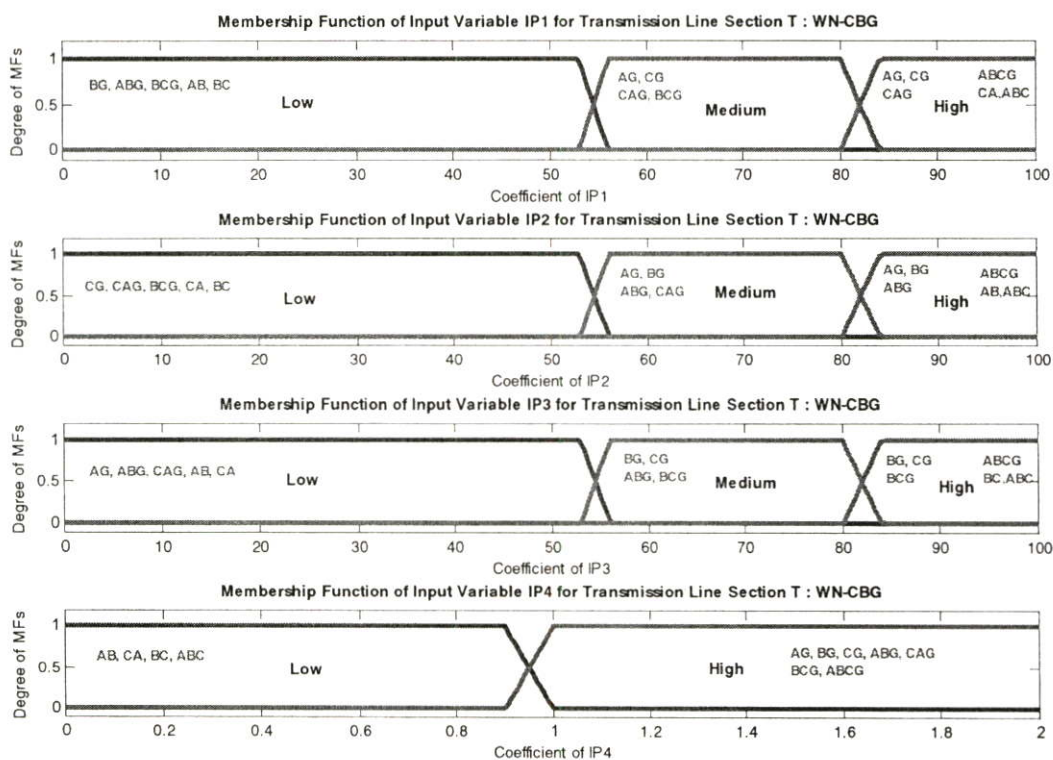 Membership Function of Input Variable IP1 for Transmission Line Section T : WN-CBG
Degree of MFs
1
0.5
0
BG, ABG, BCG, AB, BC
Low
AG, CG
CAG, BCG
Medium
AG, CG
CAG
High
ABCG
CA,ABC
0 10 20 30 40 50 60 70 80 90 100
Coefficient of IP1
Membership Function of Input Variable IP2 for Transmission Line Section T : WN-CBG
Degree of MFs
1
0.5
0
CG, CAG, BCG, CA, BC
Low
AG, BG
ABG, CAG
Medium
AG, BG
ABG
High
ABCG
AB,ABC
0 10 20 30 40 50 60 70 80 90 100
Coefficient of IP2
Membership Function of Input Variable IP3 for Transmission Line Section T : WN-CBG
Degree of MFs
1
0.5
0
AG, ABG. CAG, AB, CA
Low
BG, CG
ABG, BCG
Medium
BG, CG
BCG
High
ABCG
BC,ABC
0 10 20 30 40 50 60 70 80 90 100
Coefficient of IP3
Membership Function of Input Variable IP4 for Transmission Line Section T : WN-CBG
Degree of MFs
1
0.5
0
AB, CA, BC, ABC
Low
High
AG, BG, CG, ABG, CAG
BCG, ABCG
0 0.2 0.4 0.6 0.8 1 1.2 1.4 1.6 1.8 2
Coefficient of IP4